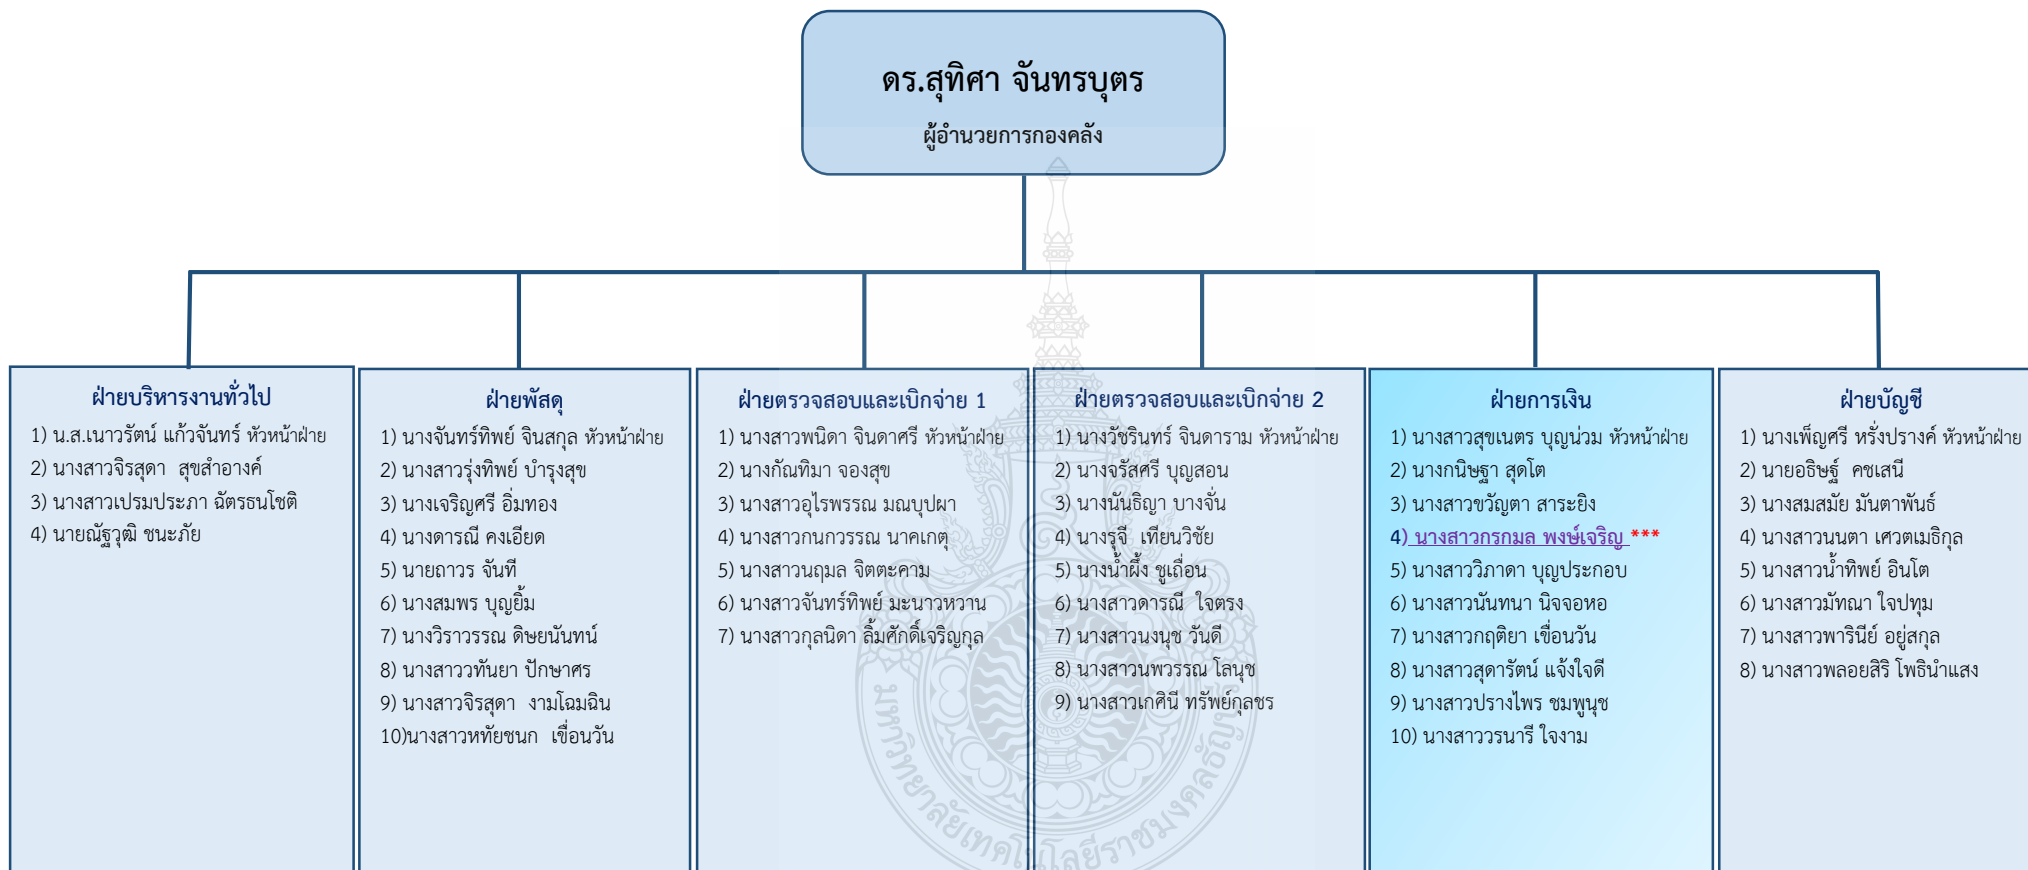 ดร.สุทิศา จันทรบุตร
ผู้อำนวยการกองคลัง
ฝ่ายบริหารงานทั่วไป
1) น.ส.เนาวรัตน์ แก้วจันทร์ หัวหน้าฝ่าย
2) นางสาวจิรสุดา  สุขสำอางค์
3) นางสาวเปรมประภา ฉัตรธนโชติ
4) นายณัฐวุฒิ ชนะภัย
ฝ่ายพัสดุ
1) นางจันทร์ทิพย์ จินสกุล หัวหน้าฝ่าย
2) นางสาวรุ่งทิพย์ บำรุงสุข
3) นางเจริญศรี อิ่มทอง
4) นางดารณี คงเอียด
5) นายถาวร จันที
6) นางสมพร บุญยิ้ม
7) นางวิราวรรณ ดิษยนันทน์
8) นางสาววทันยา ปักษาศร
9) นางสาวจิรสุดา  งามโฉมฉิน
10)นางสาวหทัยชนก  เขื่อนวัน
ฝ่ายตรวจสอบและเบิกจ่าย 1
1) นางสาวพนิดา จินดาศรี หัวหน้าฝ่าย
2) นางกัณทิมา จองสุข
3) นางสาวอุไรพรรณ มณบุปผา
4) นางสาวกนกวรรณ นาคเกตุ
5) นางสาวนฤมล จิตตะคาม
6) นางสาวจันทร์ทิพย์ มะนาวหวาน
7) นางสาวกุลนิดา ลิ้มศักดิ์เจริญกุล
ฝ่ายตรวจสอบและเบิกจ่าย 2
1) นางวัชรินทร์ จินดาราม หัวหน้าฝ่าย
2) นางจรัสศรี บุญสอน
3) นางนันธิญา บางจั่น
4) นางรุจี  เทียนวิชัย
5) นางน้ำผึ้ง ชูเถื่อน
6) นางสาวดารณี  ใจตรง
7) นางสาวนงนุช วันดี
8) นางสาวนพวรรณ โลนุช
9) นางสาวเกศินี ทรัพย์กุลชร
ฝ่ายการเงิน
1) นางสาวสุขเนตร บุญน่วม หัวหน้าฝ่าย
2) นางกนิษฐา สุดโต
3) นางสาวขวัญตา สาระยิง
4) นางสาวกรกมล พงษ์เจริญ ***
5) นางสาววิภาดา บุญประกอบ
6) นางสาวนันทนา นิจจอหอ
7) นางสาวกฤติยา เขื่อนวัน
8) นางสาวสุดารัตน์ แจ้งใจดี
9) นางสาวปรางไพร ชมพูนุช
10) นางสาววรนารี ใจงาม
ฝ่ายบัญชี
1) นางเพ็ญศรี หรั่งปรางค์ หัวหน้าฝ่าย
2) นายอธิษฐ์  คชเสนี
3) นางสมสมัย มันตาพันธ์
4) นางสาวนนตา เศวตเมธิกุล
5) นางสาวน้ำทิพย์ อินโต
6) นางสาวมัทณา ใจปทุม
7) นางสาวพารินีย์ อยู่สกุล
8) นางสาวพลอยสิริ โพธินำแสง
มหาวิทยาลัยเทคโนโลยีราชมงคลธัญบุรี